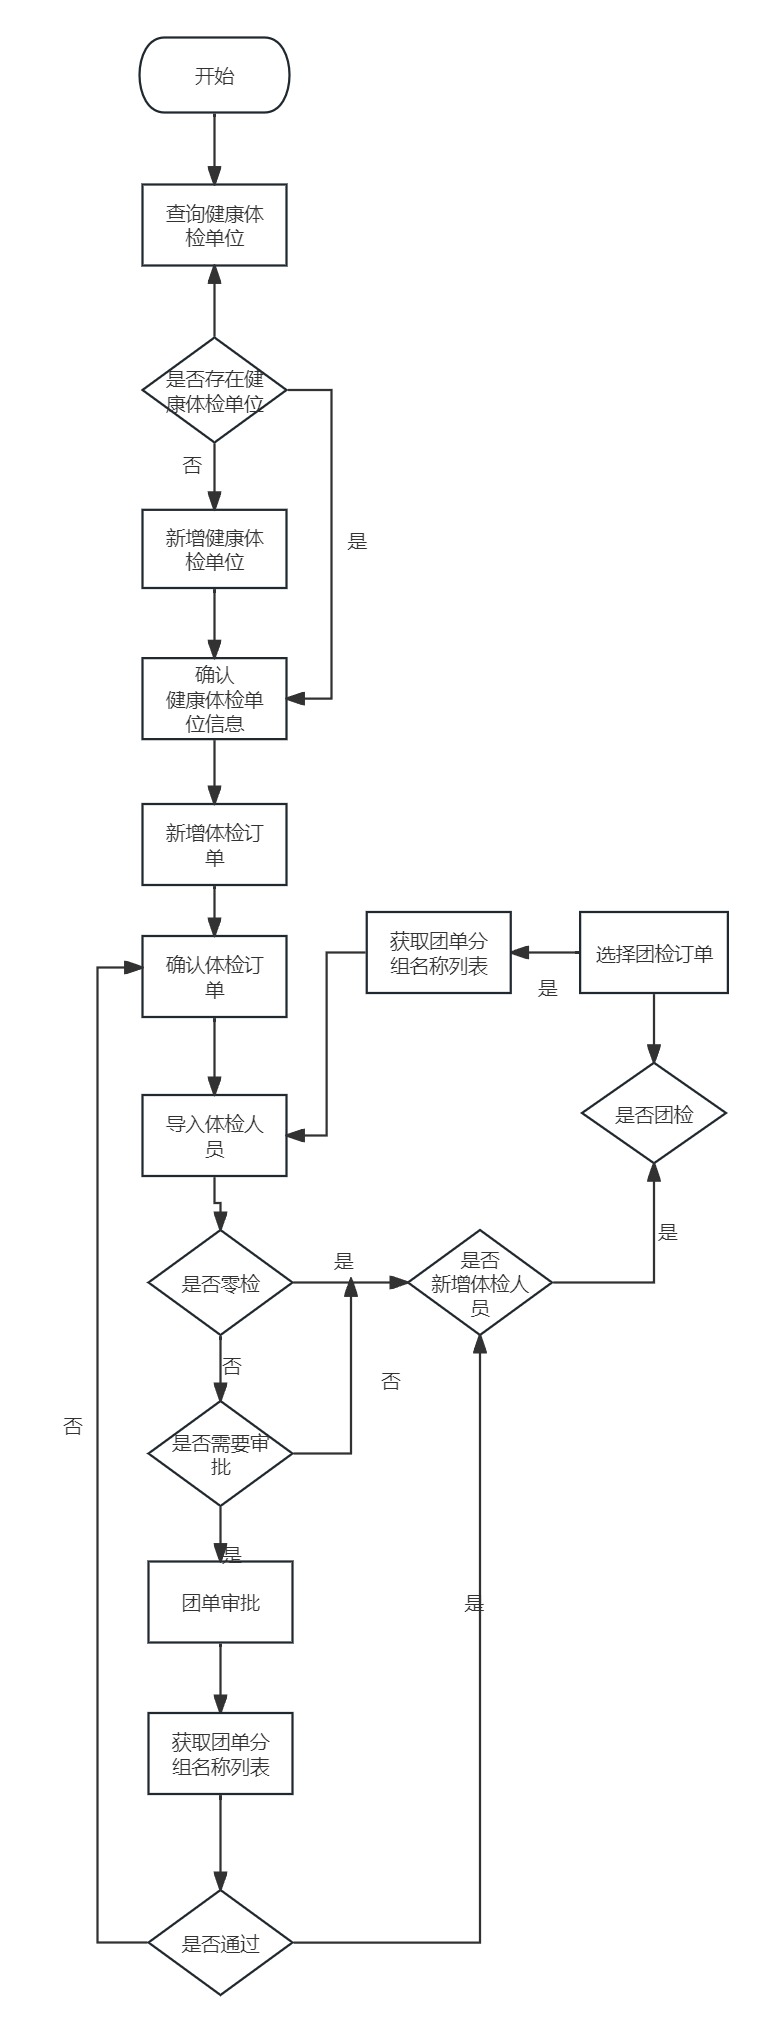 开始
查询健康体
检单位
是否存在健
康体检单位
否
新增健康体
检单位
是
确认
健康体检单
位信息
新增体检订
单
确认体检订
单
获取团单分
组名称列表
是
选择团检订单
导入体检人
员
是否团检
是否零检
是
是否
新增体检人
员
是
否
否
否
是否需要审
批
是
团单审批
是
获取团单分
组名称列表
是否通过